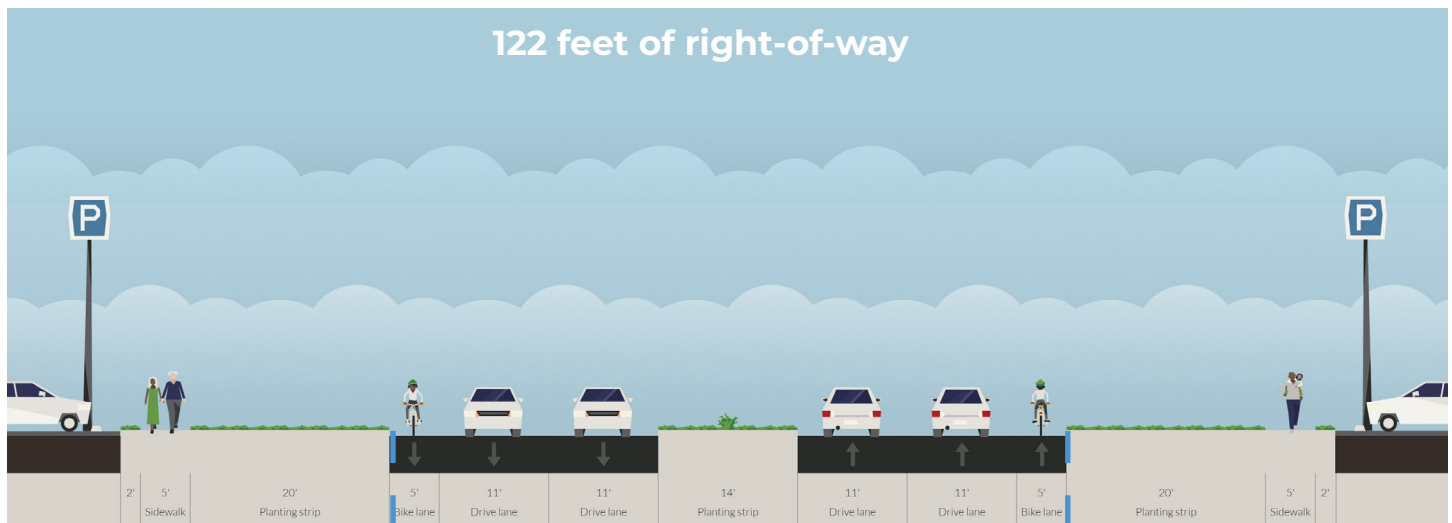 122 feet of right-of-way
P
P
2' 5' 20' 5' 11' 11' 14' 11' 11' 5' 20' 5' 2'
Sidewalk Planting strip Bike lane Drive lane Drive lane Planting strip Drive lane Drive lane Bike lane Planting strip Sidewalk